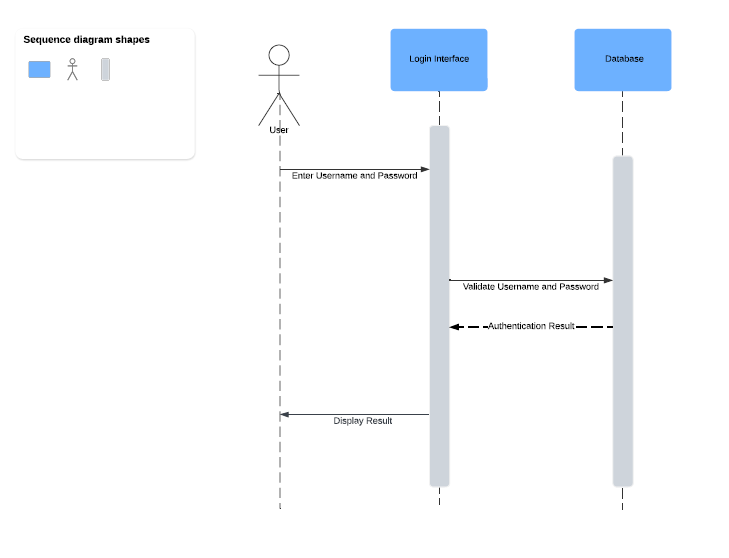 Sequence diagram shapes
Login Interface
Database
User
Enter Username and Password
Validate Username and Password
Authentication Result
Display Result